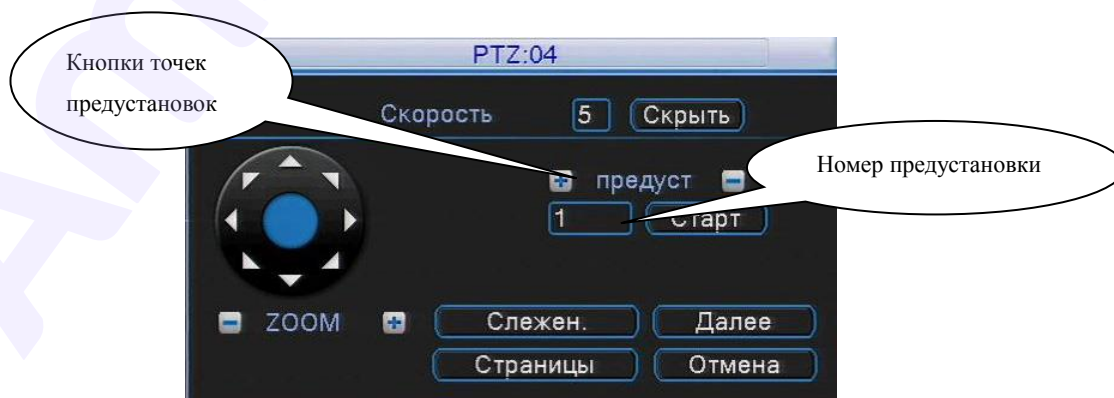 Кнопки точек
предустановок
PTZ:04
Скорость 5 Скрыть
Номер предустановки
+ предуст -
1 Старт
- ZOOM + Слежен. Далее
Страницы Отмена